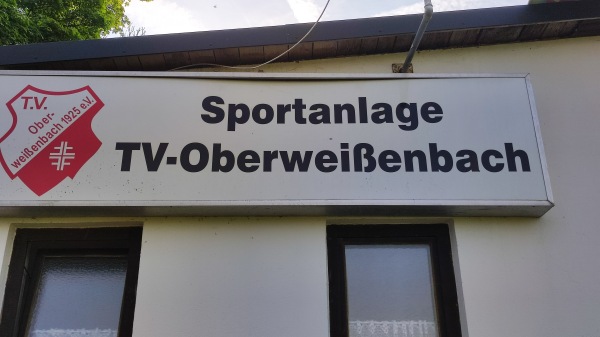 T.V.
Ober-
weißenbach 1925 e.V.
Sportanlage
TV-Oberweißenbach